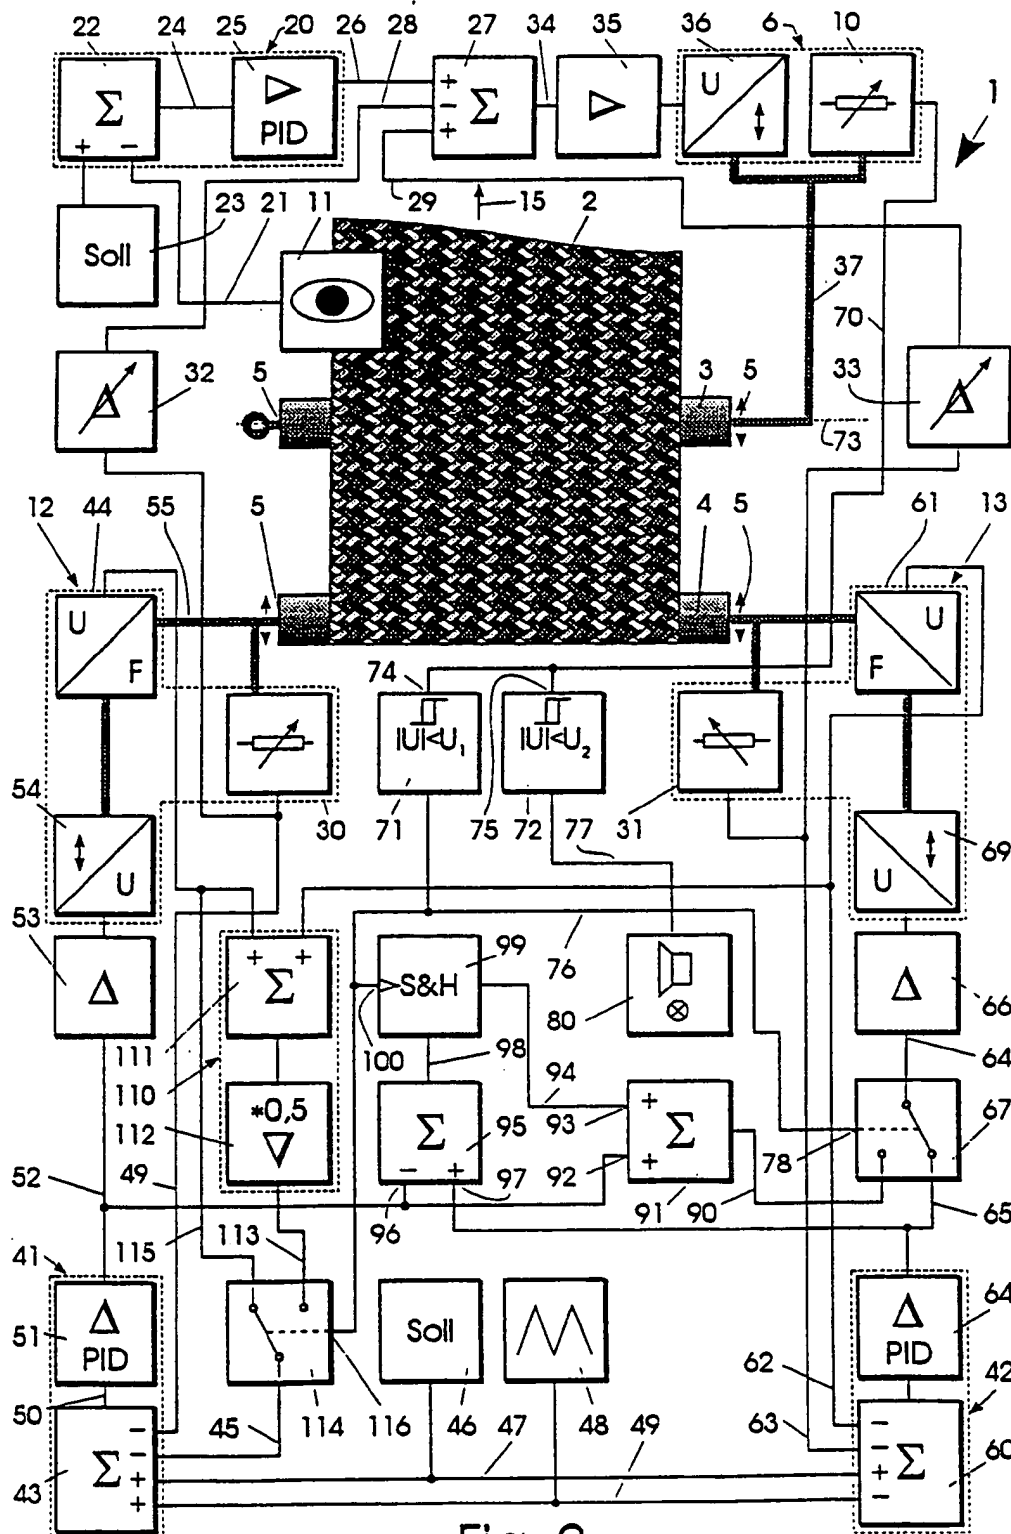 22 24 25 20 26 28 27 34 35 36 6 10
1
Σ
PID
+ − + Σ
U
+ −
Soll
23 21 11 29 15 2
37
70
32 5 3 5 33
73
12 44 55 5 4 5 61 13
U
F
U
F
74
|U|<U1
|U|<U2
54 30 71 75 72 77 31 69
U
U
53
+ +
Σ
S&H
99 76 80 66
111 100 98 94 64
110
*0,5
Σ
+
Σ
+
112 95 93 67
− +
52 49 97 92 78
96 91 90 65
115 113
41
51
PID
Soll
64
PID
50 45 114 116 46 47 48 49 62 63 42
43
Σ
− − + +
− − + −
Σ
60